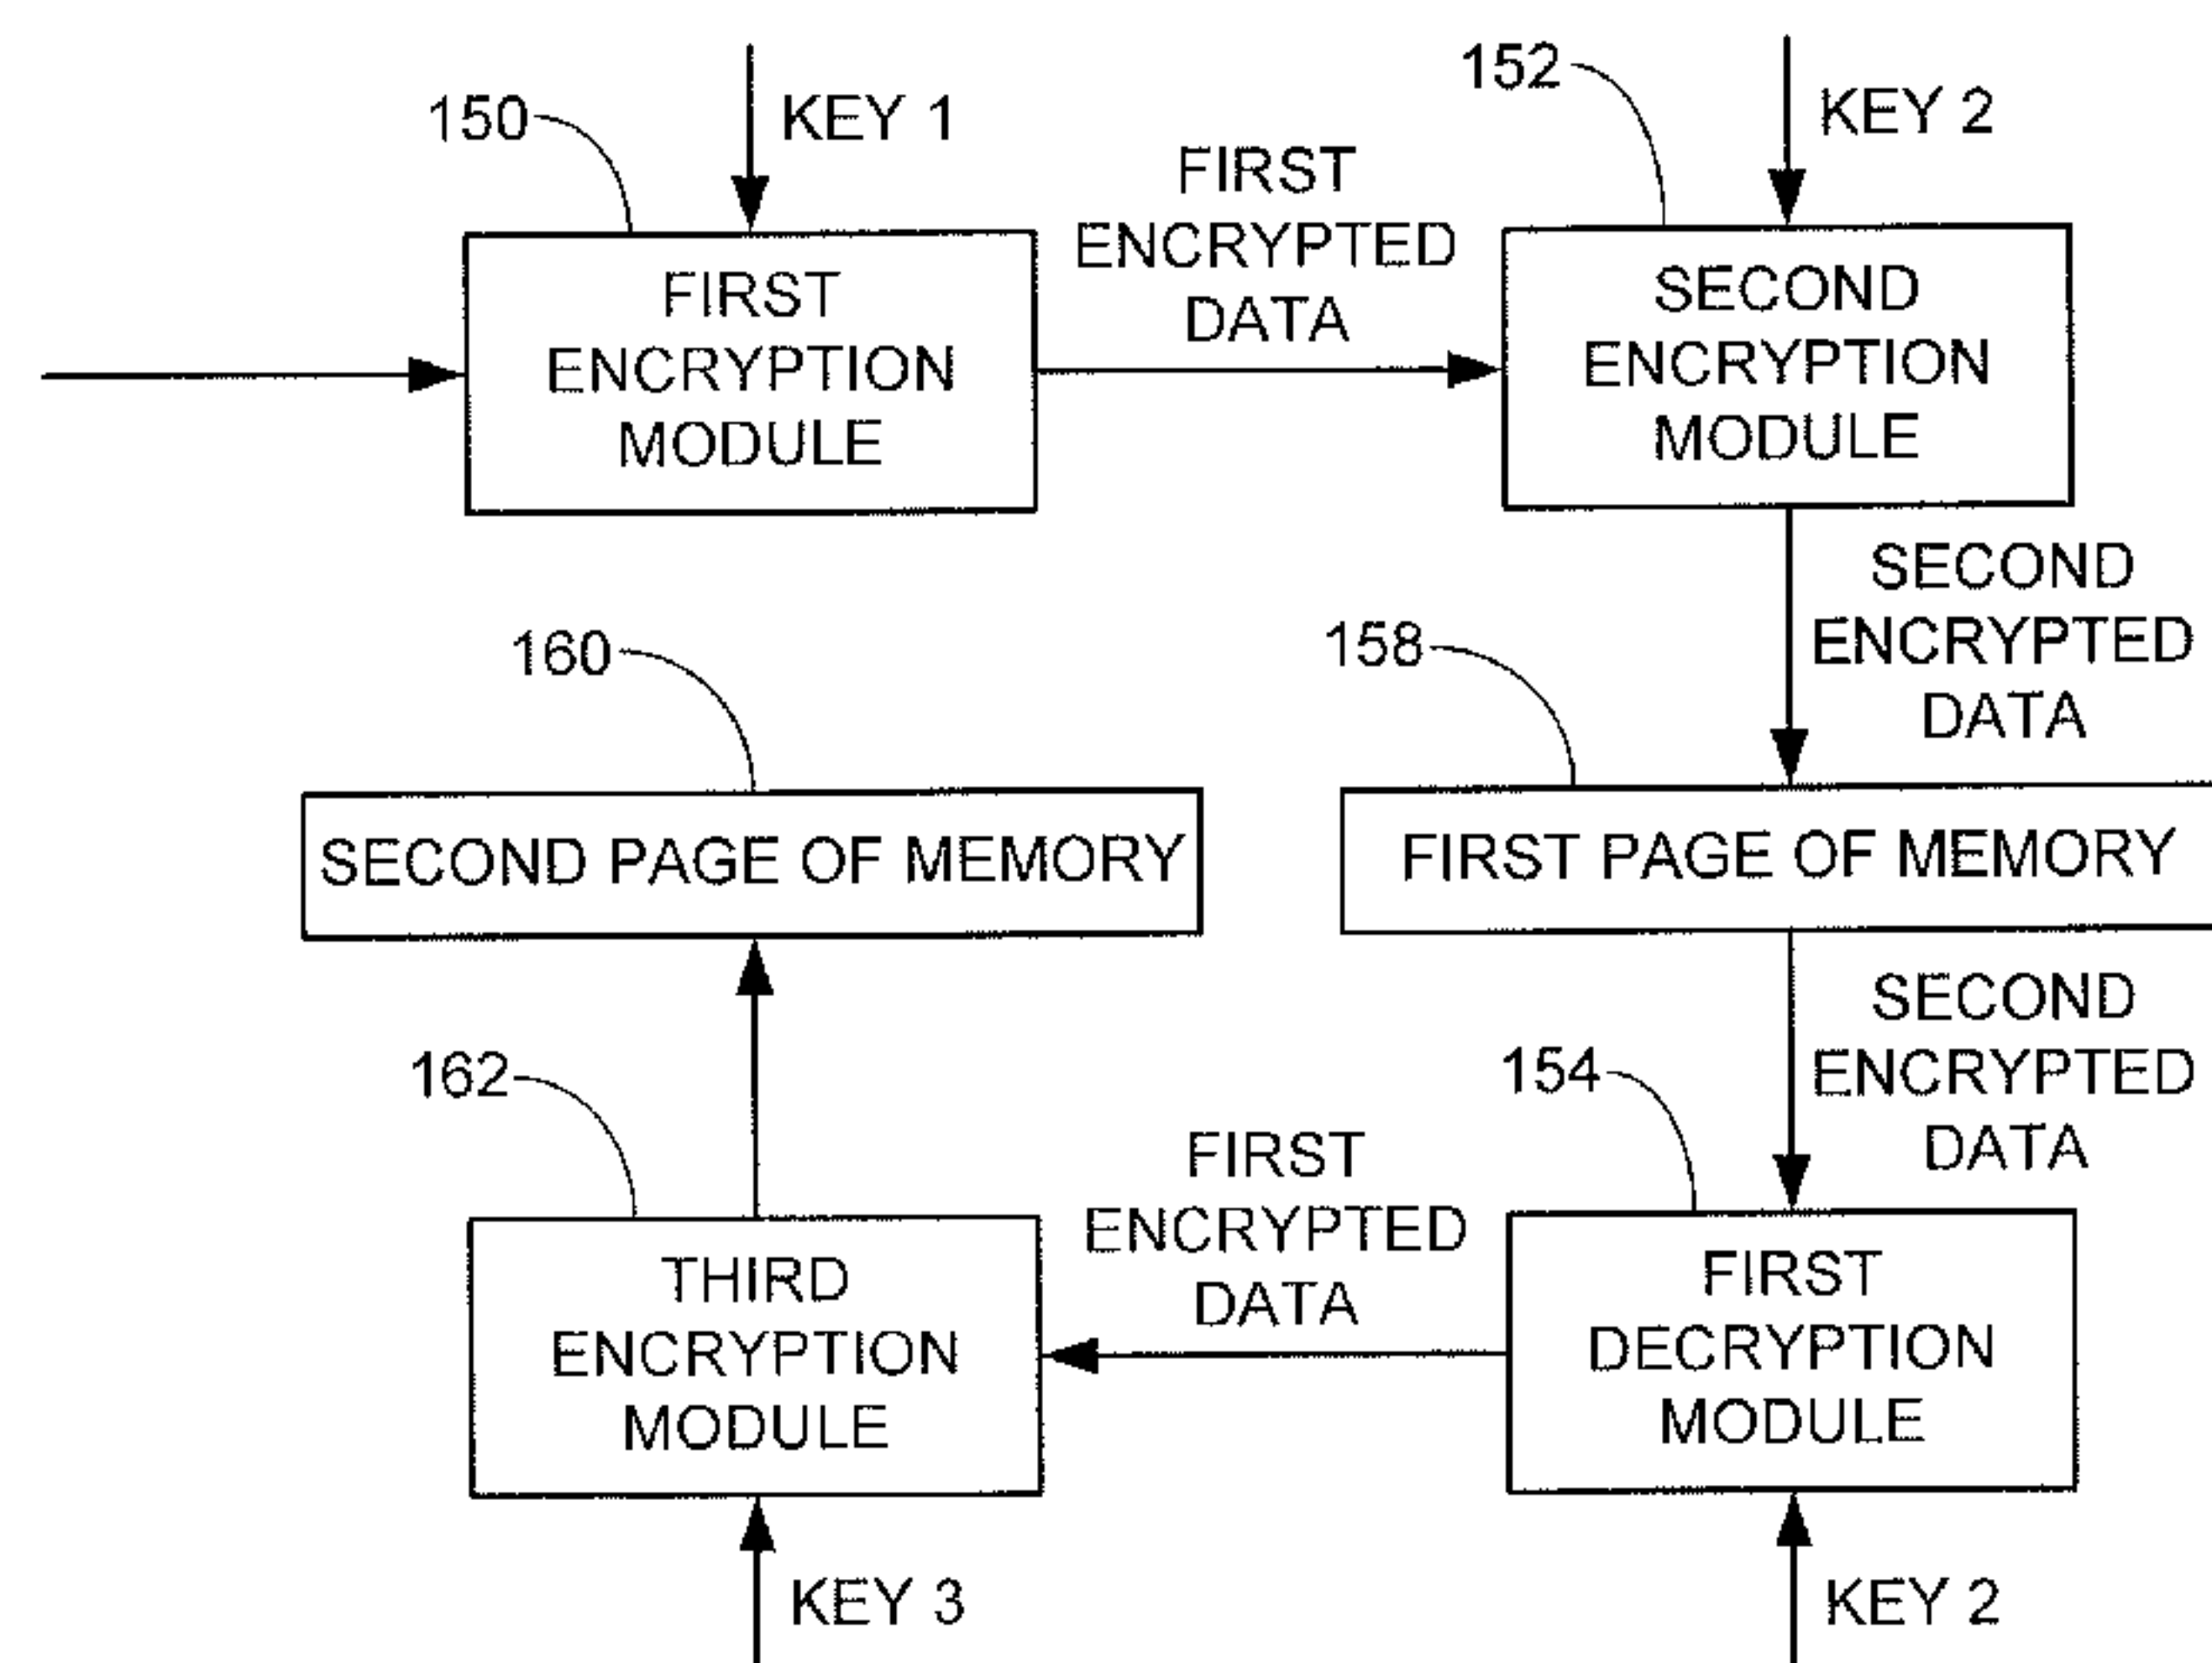 150
KEY 1
152
KEY 2
FIRST
ENCRYPTED
DATA
FIRST
ENCRYPTION
MODULE
SECOND
ENCRYPTION
MODULE
SECOND
ENCRYPTED
DATA
160
158
SECOND PAGE OF MEMORY
FIRST PAGE OF MEMORY
SECOND
ENCRYPTED
DATA
162
154
FIRST
ENCRYPTED
DATA
THIRD
ENCRYPTION
MODULE
FIRST
DECRYPTION
MODULE
KEY 3
KEY 2